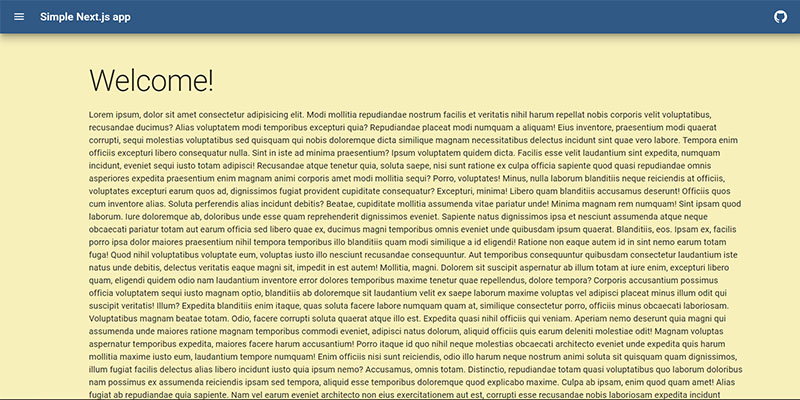 Simple Next.js app
Welcome!
Lorem ipsum, dolor sit amet consectetur adipisicing elit. Modi mollitia repudiandae nostrum facilis et veritatis nihil harum repellat nobis corporis velit voluptatibus,
recusandae ducimus? Alias voluptatem modi temporibus excepturi quia? Repudiandae placeat modi numquam a aliquam! Eius inventore, praesentium modi quaerat
corrupti, sequi molestias voluptatibus sed quisquam qui nobis doloremque dicta similique magnam necessitatibus delectus incidunt sint quae vero labore. Tempora enim
officiis excepturi libero consequatur nulla. Sint in iste ad minima praesentium? Ipsum voluptatem quidem dicta. Facilis esse velit laudantium sint expedita, numquam
incidunt, eveniet sequi iusto totam adipisci! Recusandae atque tenetur quia, soluta saepe, nisi sunt ratione ex culpa officia sapiente quod quasi repudiandae omnis
asperiores expedita praesentium enim magnam animi corporis amet modi mollitia sequi? Porro, voluptates! Minus, nulla laborum blanditiis neque reiciendis at officiis,
voluptates excepturi earum quos ad, dignissimos fugiat provident cupiditate consequatur? Excepturi, minima! Libero quam blanditiis accusamus deserunt! Officiis quos
cum inventore alias. Soluta perferendis alias incidunt debitis? Beatae, cupiditate mollitia assumenda vitae pariatur unde! Minima magnam rem numquam! Sint ipsam quod
laborum. Iure doloremque ab, doloribus unde esse quam reprehenderit dignissimos eveniet. Sapiente natus dignissimos ipsa et nesciunt assumenda atque neque
obcaecati pariatur totam aut earum officia sed libero quae ex, ducimus magni temporibus omnis eveniet unde quibusdam ipsum quaerat. Blanditiis, eos. Ipsam ex, facilis
porro ipsa dolor maiores praesentium nihil tempora temporibus illo blanditiis quam modi similique a id eligendi! Ratione non eaque autem id in sint nemo earum totam
fuga! Quod nihil voluptatibus voluptate eum, voluptas iusto illo nesciunt recusandae consequuntur. Aut temporibus consequuntur quibusdam consectetur laudantium iste
natus unde debitis, delectus veritatis eaque magni sit, impedit in est autem! Mollitia, magni. Dolorem sit suscipit aspernatur ab illum totam at iure enim, excepturi libero
quam, eligendi quidem odio nam laudantium inventore error dolores temporibus maxime tenetur quae repellendus, dolore tempora? Corporis accusantium possimus
officia voluptatem sequi iusto magnam optio, blanditiis ab doloremque sit laudantium velit ex saepe laborum maxime voluptas vel adipisci placeat minus illum odit qui
suscipit veritatis! Illum? Expedita blanditiis enim itaque, quas soluta facere labore numquam quam at, similique consectetur porro, officiis minus obcaecati laboriosam.
Voluptatibus magnam beatae totam. Odio, facere corrupti soluta quaerat atque illo est. Expedita quasi nihil officiis qui veniam. Aperiam nemo deserunt quia magni qui
assumenda unde maiores ratione magnam temporibus commodi eveniet, adipisci natus dolorum, aliquid officiis quis earum deleniti molestiae odit! Magnam voluptas
aspernatur temporibus expedita, maiores facere harum accusantium! Porro itaque id quo nihil neque molestias obcaecati architecto eveniet unde expedita quis harum
mollitia maxime iusto eum, laudantium tempore numquam! Enim officiis nisi sunt reiciendis, odio illo harum neque nostrum animi soluta sit quisquam quam dignissimos,
illum fugiat facilis delectus alias libero incidunt iusto quia ipsum nemo? Accusamus, omnis totam. Distinctio, repudiandae totam quasi voluptatibus quo laborum doloribus
nam possimus ex assumenda reiciendis ipsam sed tempora, aliquid esse temporibus doloremque quod explicabo maxime. Culpa ab ipsam, enim quod quam amet! Alias
fugiat ab repudiandae quia sapiente. Nam vel earum eveniet architecto non eius exercitationem aut est, corrupti esse recusandae nobis laboriosam itaque deleniti